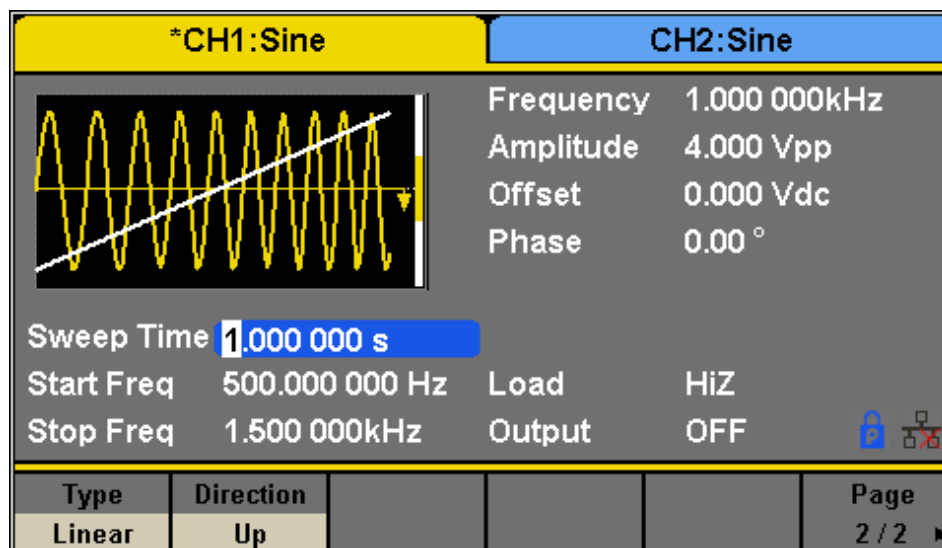 *CH1:Sine CH2:Sine
Frequency 1.000 000kHz
Amplitude 4.000 Vpp
Offset 0.000 Vdc
Phase 0.00 °
Sweep Time 1.000 000 s
Start Freq 500.000 000 Hz Load HiZ
Stop Freq 1.500 000kHz Output OFF
P
Type Direction Page
Linear Up 2 / 2